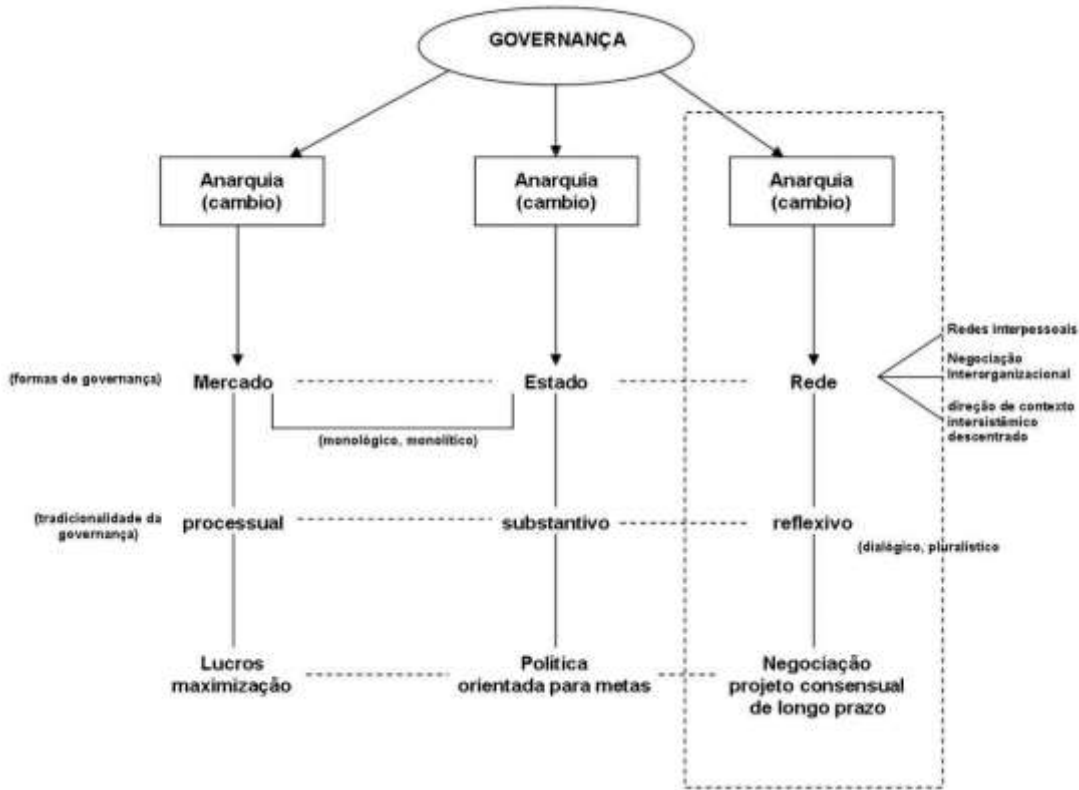 GOVERNANÇA
Anarquia
(cambio)
Anarquia
(cambio)
Anarquia
(cambio)
Redes interpessoais
Negociação
Interorganizacional
direção de contexto
intersistêmico
descentrado
(formas de governança)
Mercado
Estado
Rede
(monológico, monolítico)
(tradicionalidade da
governança)
processual
substantivo
reflexivo
(dialógico, pluralístico
Lucros
maximização
Política
orientada para metas
Negociação
projeto consensual
de longo prazo